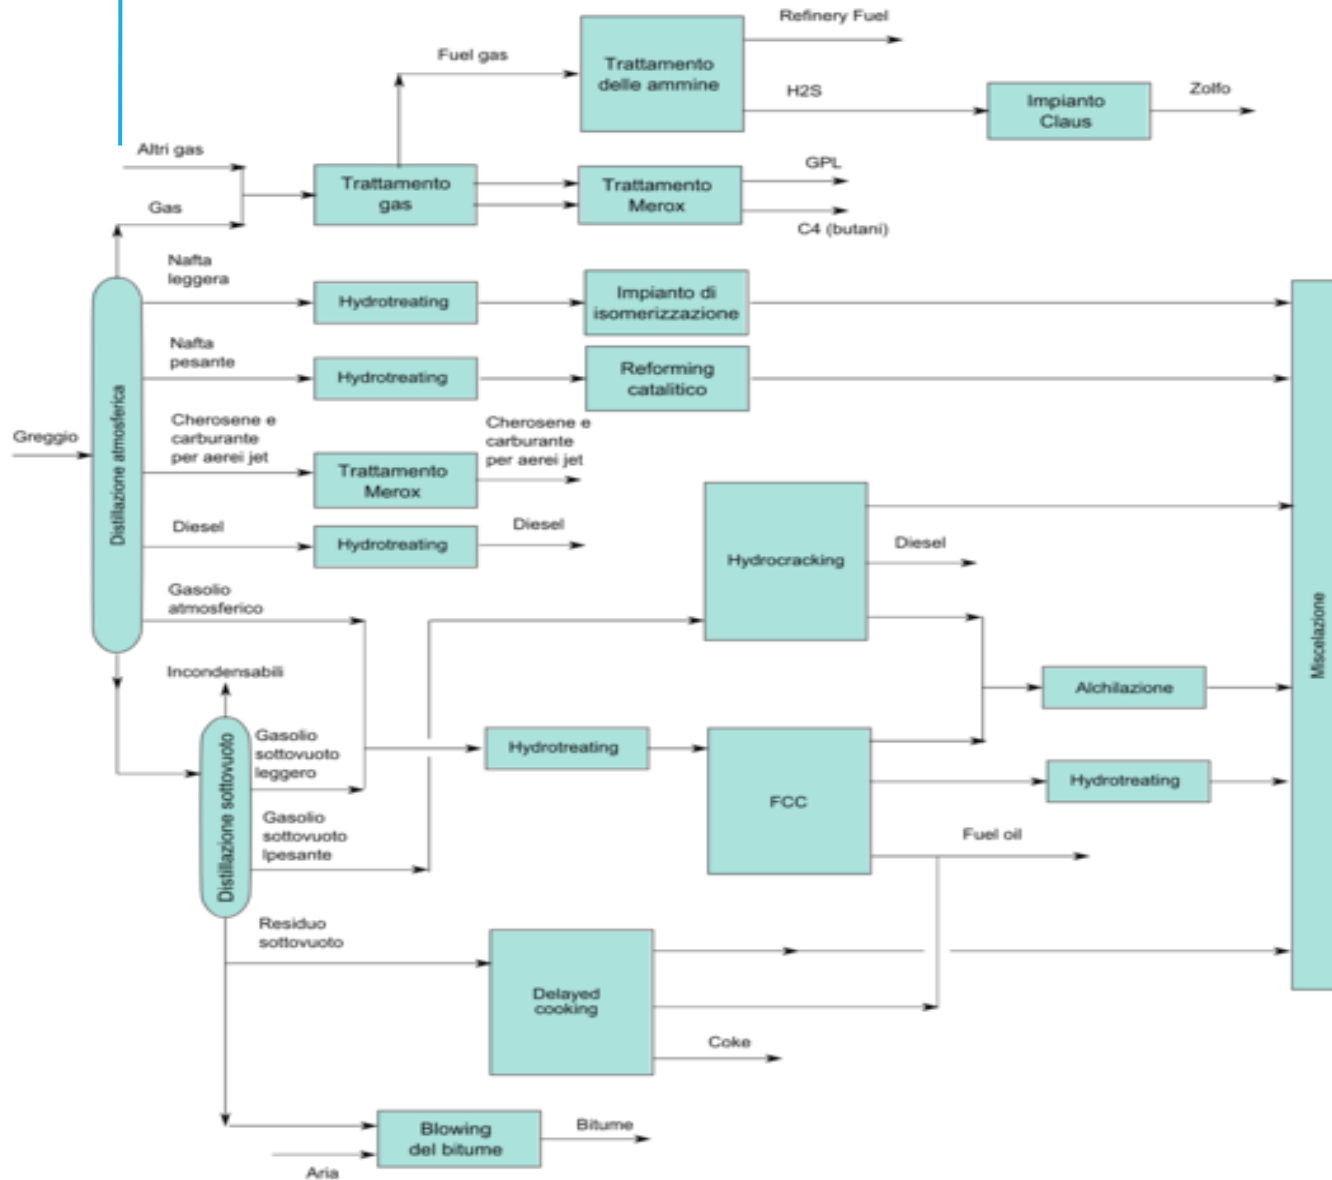 Refinery Fuel
Fuel gas
Trattamento
delle ammine
H2S
Impianto
Claus
Zolfo
Altri gas
Gas
Trattamento
gas
Trattamento
Merox
GPL
C4 (butani)
Nafta
leggera
Hydrotreating
Impianto di
isomerizzazione
Nafta
pesante
Hydrotreating
Reforming
catalitico
Greggio
Distillazione atmosferica
Cherosene e
carburante
per aerei jet
Trattamento
Merox
Cherosene e
carburante
per aerei jet
Diesel
Hydrotreating
Diesel
Hydrocracking
Diesel
Gasolio
atmosferico
Miscelazione
Incondensabili
Alchilazione
Distillazione sottovuoto
Gasolio
sottovuoto
leggero
Hydrotreating
FCC
Hydrotreating
Gasolio
sottovuoto
lpesante
Fuel oil
Residuo
sottovuoto
Delayed
cooking
Coke
Blowing
del bitume
Bitume
Aria